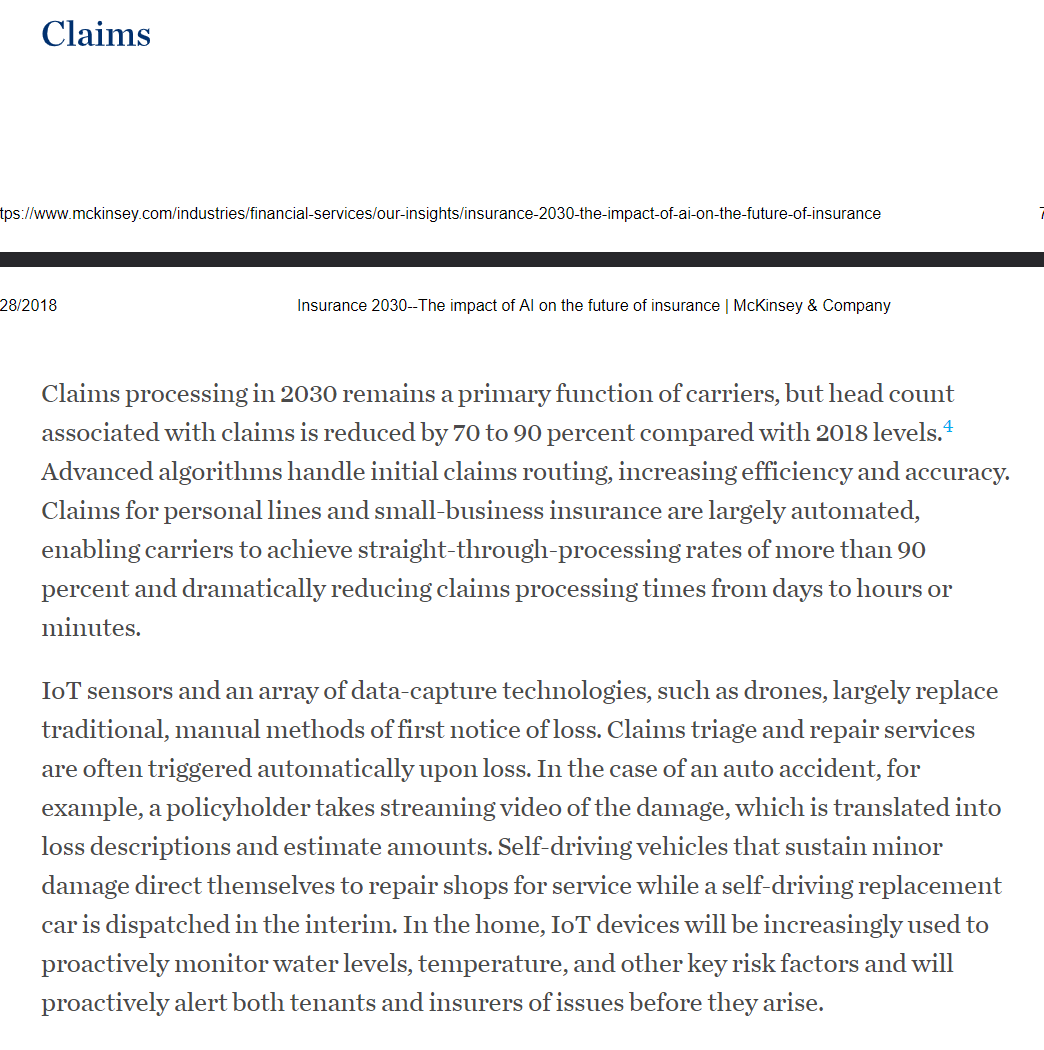 Claims
tps://www.mckinsey.com/industries/financial-services/our-insights/insurance-2030-the-impact-of-ai-on-the-future-of-insurance 7
28/2018 Insurance 2030--The impact of AI on the future of insurance | McKinsey & Company
Claims processing in 2030 remains a primary function of carriers, but head count
associated with claims is reduced by 70 to 90 percent compared with 2018 levels.4
Advanced algorithms handle initial claims routing, increasing efficiency and accuracy.
Claims for personal lines and small-business insurance are largely automated,
enabling carriers to achieve straight-through-processing rates of more than 90
percent and dramatically reducing claims processing times from days to hours or
minutes.
IoT sensors and an array of data-capture technologies, such as drones, largely replace
traditional, manual methods of first notice of loss. Claims triage and repair services
are often triggered automatically upon loss. In the case of an auto accident, for
example, a policyholder takes streaming video of the damage, which is translated into
loss descriptions and estimate amounts. Self-driving vehicles that sustain minor
damage direct themselves to repair shops for service while a self-driving replacement
car is dispatched in the interim. In the home, IoT devices will be increasingly used to
proactively monitor water levels, temperature, and other key risk factors and will
proactively alert both tenants and insurers of issues before they arise.